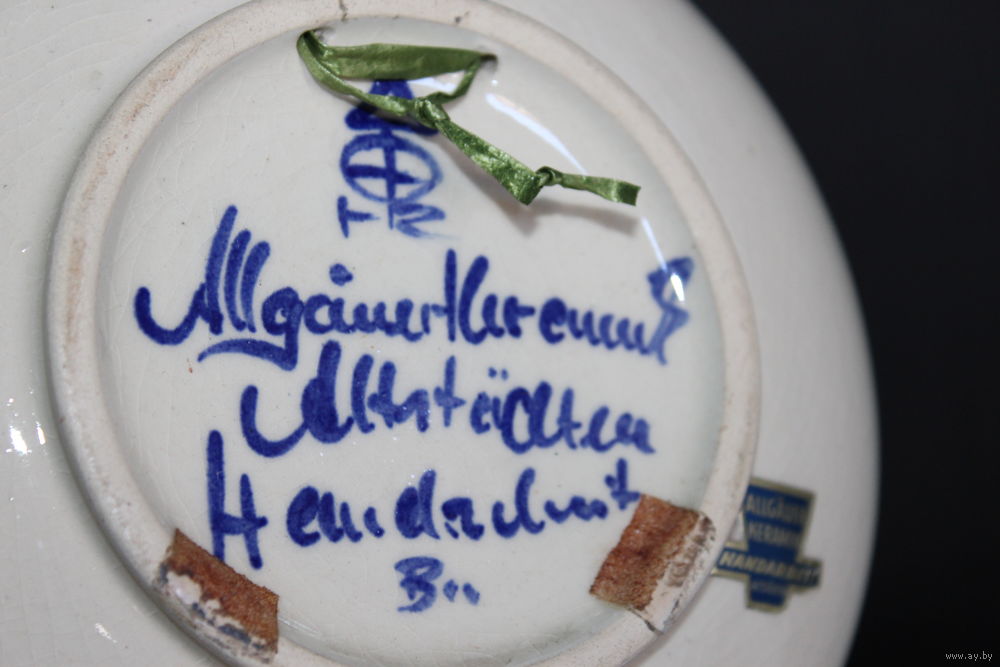 Allgäuer Keramik
Altstädten
Handarbeit
B..
ALLGÄUER
KERAMIK
HANDARBEIT
www.ay.by